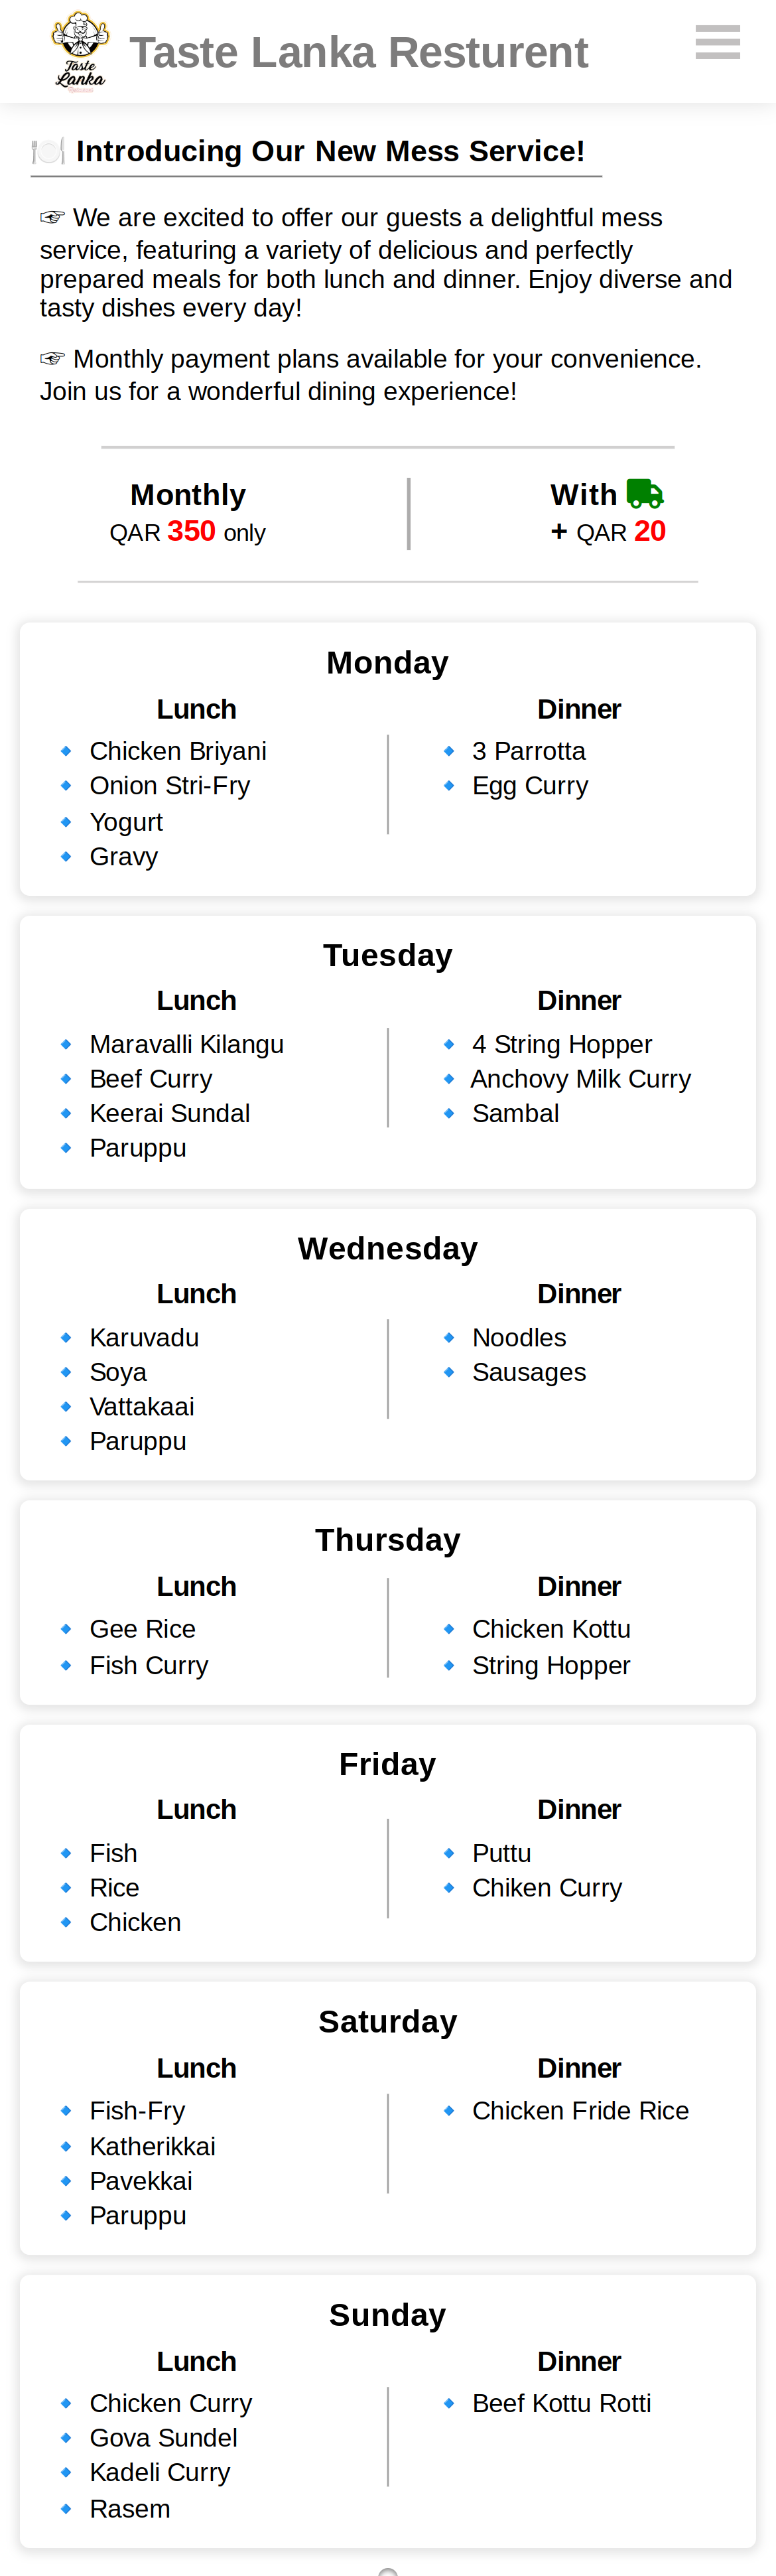 Taste
Lanka
Taste Lanka Resturent
🍽️ Introducing Our New Mess Service!
☞ We are excited to offer our guests a delightful mess
service, featuring a variety of delicious and perfectly
prepared meals for both lunch and dinner. Enjoy diverse and
tasty dishes every day!
☞ Monthly payment plans available for your convenience.
Join us for a wonderful dining experience!
Monthly
QAR 350 only
With
+ QAR 20
Monday
Lunch
🔹 Chicken Briyani
🔹 Onion Stri-Fry
🔹 Yogurt
🔹 Gravy
Dinner
🔹 3 Parrotta
🔹 Egg Curry
Tuesday
Lunch
🔹 Maravalli Kilangu
🔹 Beef Curry
🔹 Keerai Sundal
🔹 Paruppu
Dinner
🔹 4 String Hopper
🔹 Anchovy Milk Curry
🔹 Sambal
Wednesday
Lunch
🔹 Karuvadu
🔹 Soya
🔹 Vattakaai
🔹 Paruppu
Dinner
🔹 Noodles
🔹 Sausages
Thursday
Lunch
🔹 Gee Rice
🔹 Fish Curry
Dinner
🔹 Chicken Kottu
🔹 String Hopper
Friday
Lunch
🔹 Fish
🔹 Rice
🔹 Chicken
Dinner
🔹 Puttu
🔹 Chiken Curry
Saturday
Lunch
🔹 Fish-Fry
🔹 Katherikkai
🔹 Pavekkai
🔹 Paruppu
Dinner
🔹 Chicken Fride Rice
Sunday
Lunch
🔹 Chicken Curry
🔹 Gova Sundel
🔹 Kadeli Curry
🔹 Rasem
Dinner
🔹 Beef Kottu Rotti